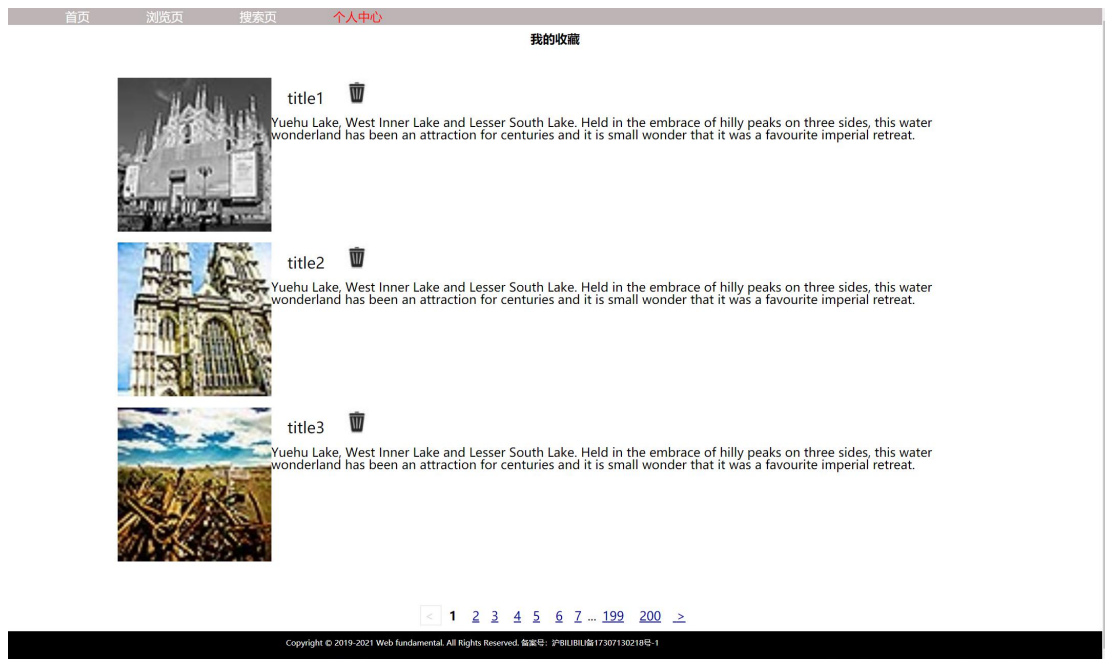 首页 浏览页 搜索页 个人中心
我的收藏
title1
Yuehu Lake, West Inner Lake and Lesser South Lake. Held in the embrace of hilly peaks on three sides, this water
wonderland has been an attraction for centuries and it is small wonder that it was a favourite imperial retreat.
title2
Yuehu Lake, West Inner Lake and Lesser South Lake. Held in the embrace of hilly peaks on three sides, this water
wonderland has been an attraction for centuries and it is small wonder that it was a favourite imperial retreat.
title3
Yuehu Lake, West Inner Lake and Lesser South Lake. Held in the embrace of hilly peaks on three sides, this water
wonderland has been an attraction for centuries and it is small wonder that it was a favourite imperial retreat.
< 1 2 3 4 5 6 7 ... 199 200 >
Copyright © 2019-2021 Web fundamental. All Rights Reserved. 备案号：沪BILIBILI备17307130218号-1